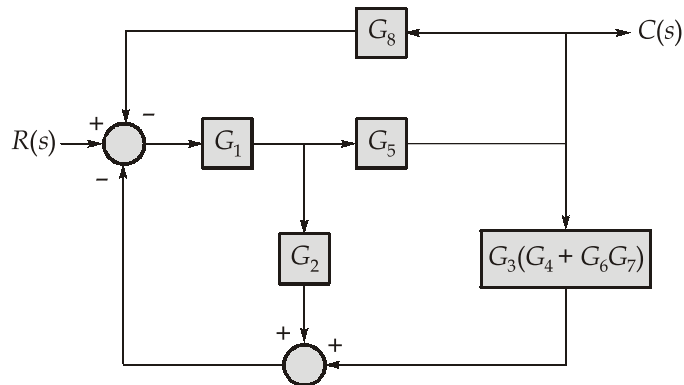 G₈
C(s)
+ −
R(s)
G₁
G₅
−
G₂
G₃(G₄ + G₆G₇)
+
+